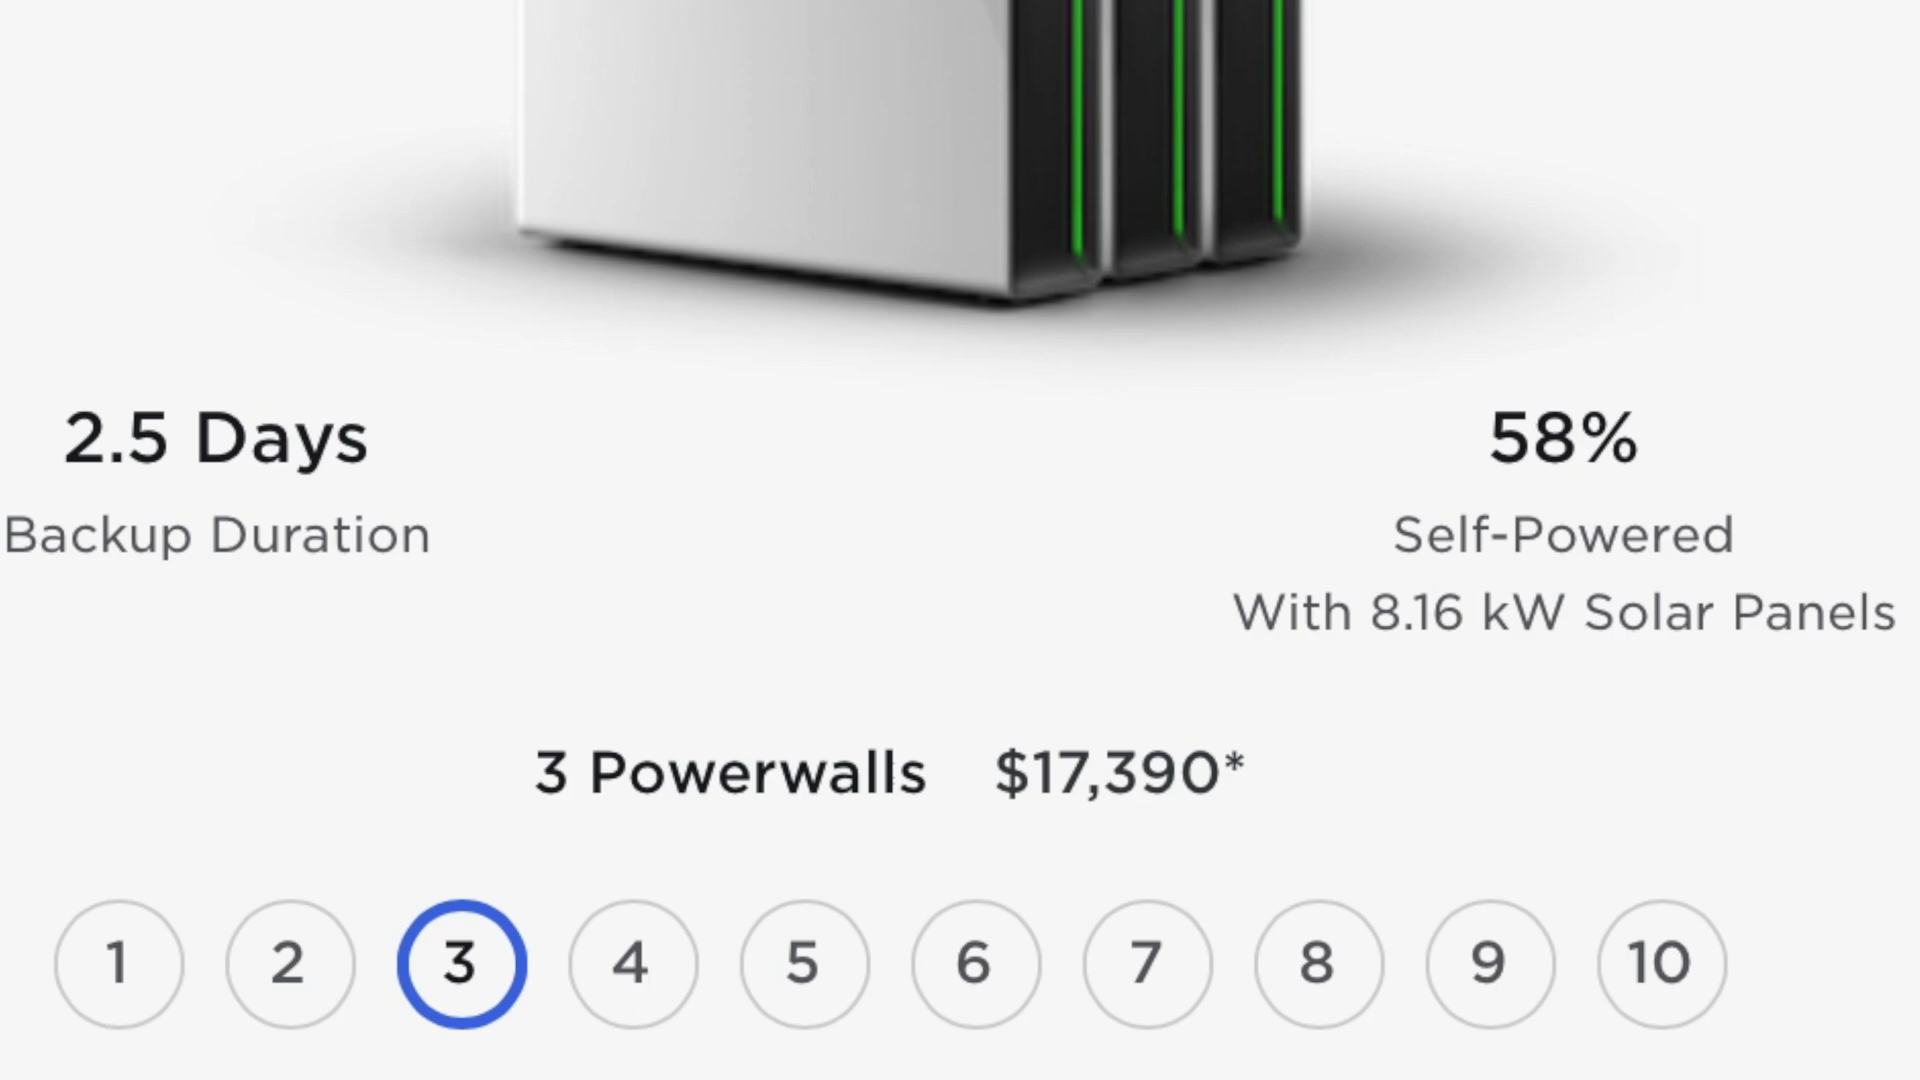 2.5 Days
Backup Duration
58%
Self-Powered
With 8.16 kW Solar Panels
3 Powerwalls $17,390*
1 2 3 4 5 6 7 8 9 10